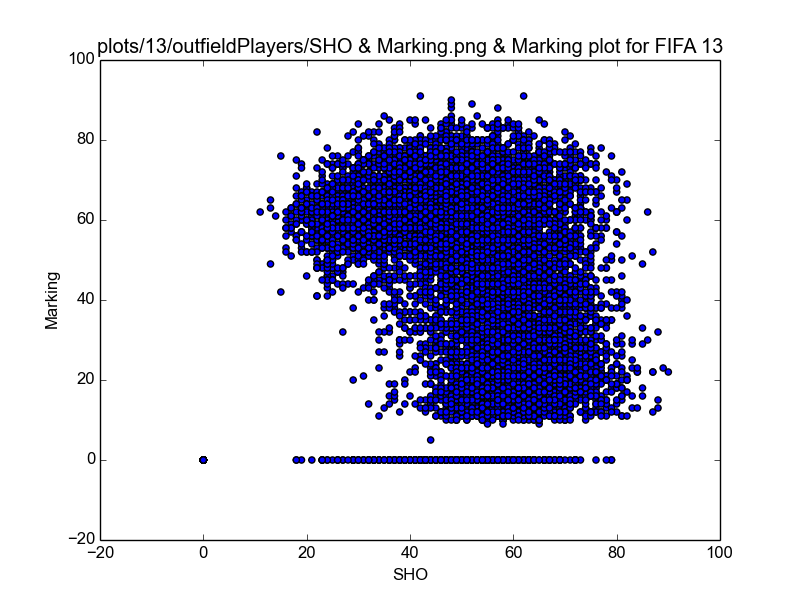 plots/13/outfieldPlayers/SHO & Marking.png & Marking plot for FIFA 13
100
80
60
40
20
0
−20
Marking
−20 0 20 40 60 80 100
SHO